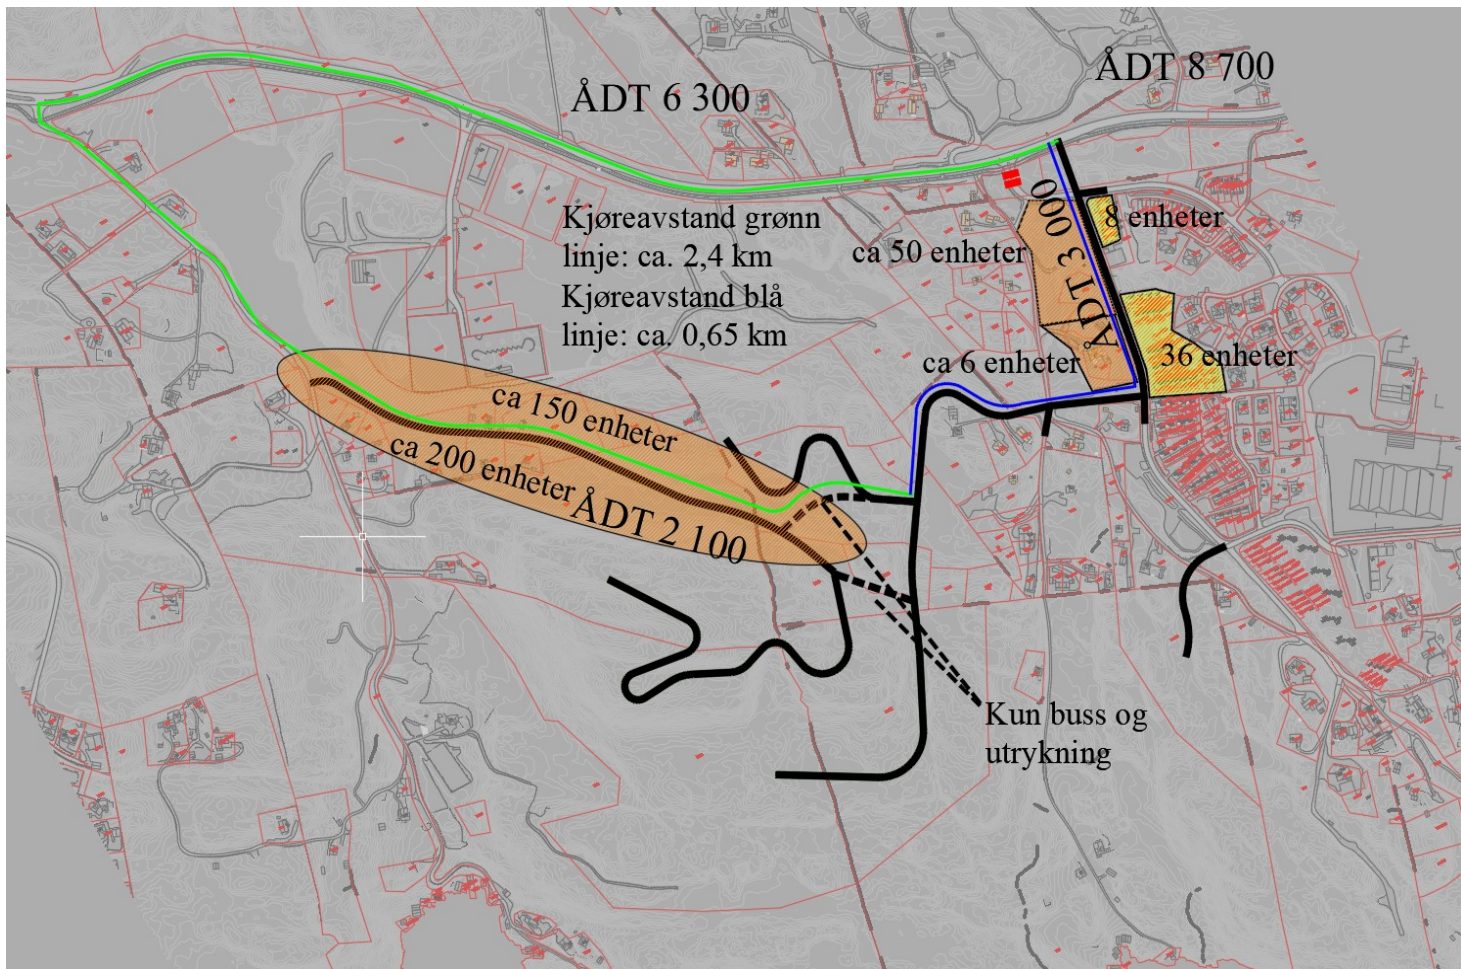 ÅDT 8 700
ÅDT 6 300
Kjøreavstand grønn
linje: ca. 2,4 km
Kjøreavstand blå
linje: ca. 0,65 km
8 enheter
ca 50 enheter
ÅDT 3 000
ca 6 enheter
36 enheter
ca 150 enheter
ca 200 enheter
ÅDT 2 100
Kun buss og
utrykning